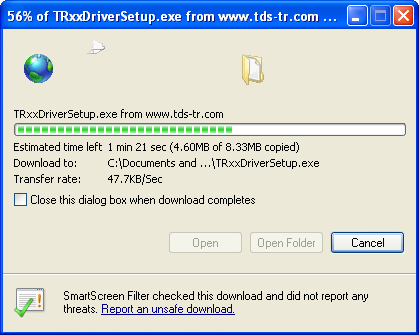 56% of TRxxDriverSetup.exe from www.tds-tr.com ...
TRxxDriverSetup.exe from www.tds-tr.com
Estimated time left 1 min 21 sec (4.60MB of 8.33MB copied)
Download to: C:\Documents and ...\TRxxDriverSetup.exe
Transfer rate: 47.7KB/Sec
Close this dialog box when download completes
Open Open Folder Cancel
SmartScreen Filter checked this download and did not report any
threats. Report an unsafe download.